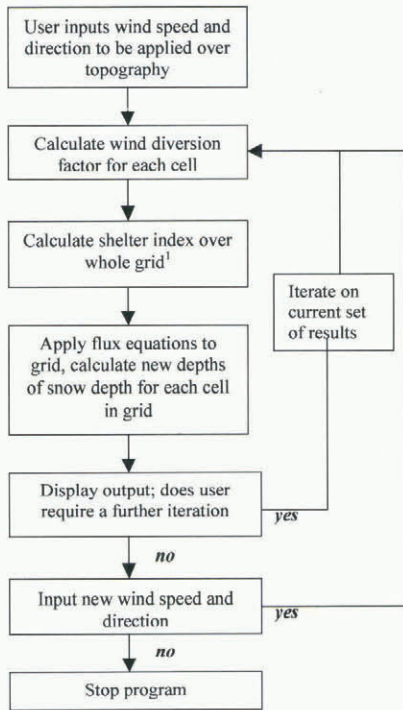 User inputs wind speed and
direction to be applied over
topography
Calculate wind diversion
factor for each cell
Calculate shelter index over
whole grid¹
Iterate on
current set
of results
Apply flux equations to
grid, calculate new depths
of snow depth for each cell
in grid
Display output; does user
require a further iteration
yes
no
Input new wind speed and
direction
yes
no
Stop program